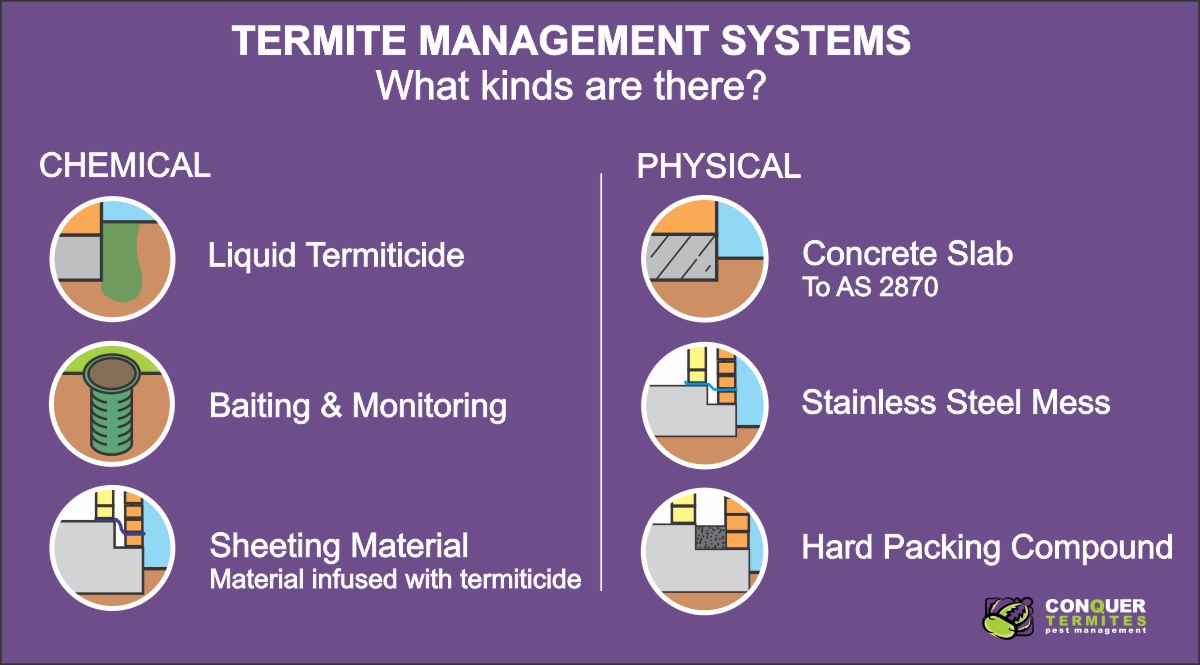 TERMITE MANAGEMENT SYSTEMS
What kinds are there?
CHEMICAL
Liquid Termiticide
Baiting & Monitoring
Sheeting Material
Material infused with termiticide
PHYSICAL
Concrete Slab
To AS 2870
Stainless Steel Mess
Hard Packing Compound
CONQUER
TERMITES
pest management